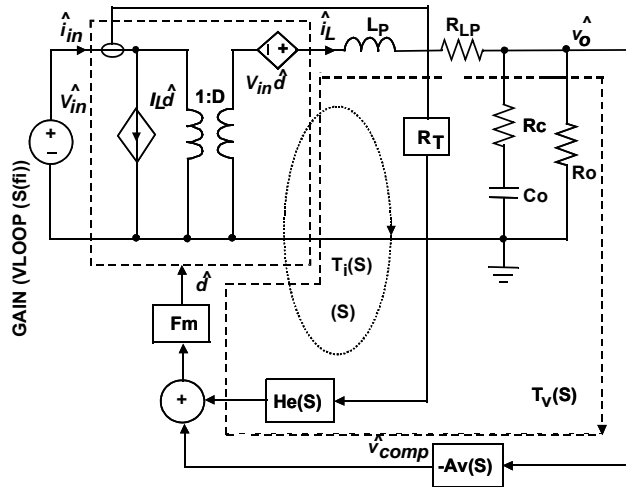 î_in
î_L
L_P
R_LP
v̂_o
V̂_in
I_L d̂
1:D
V_in d̂
+
+
−
R_T
Rc
Ro
Co
GAIN (VLOOP (S(fi))
T_i(S)
(S)
d̂
Fm
+
He(S)
T_V(S)
v̂_comp
-Av(S)